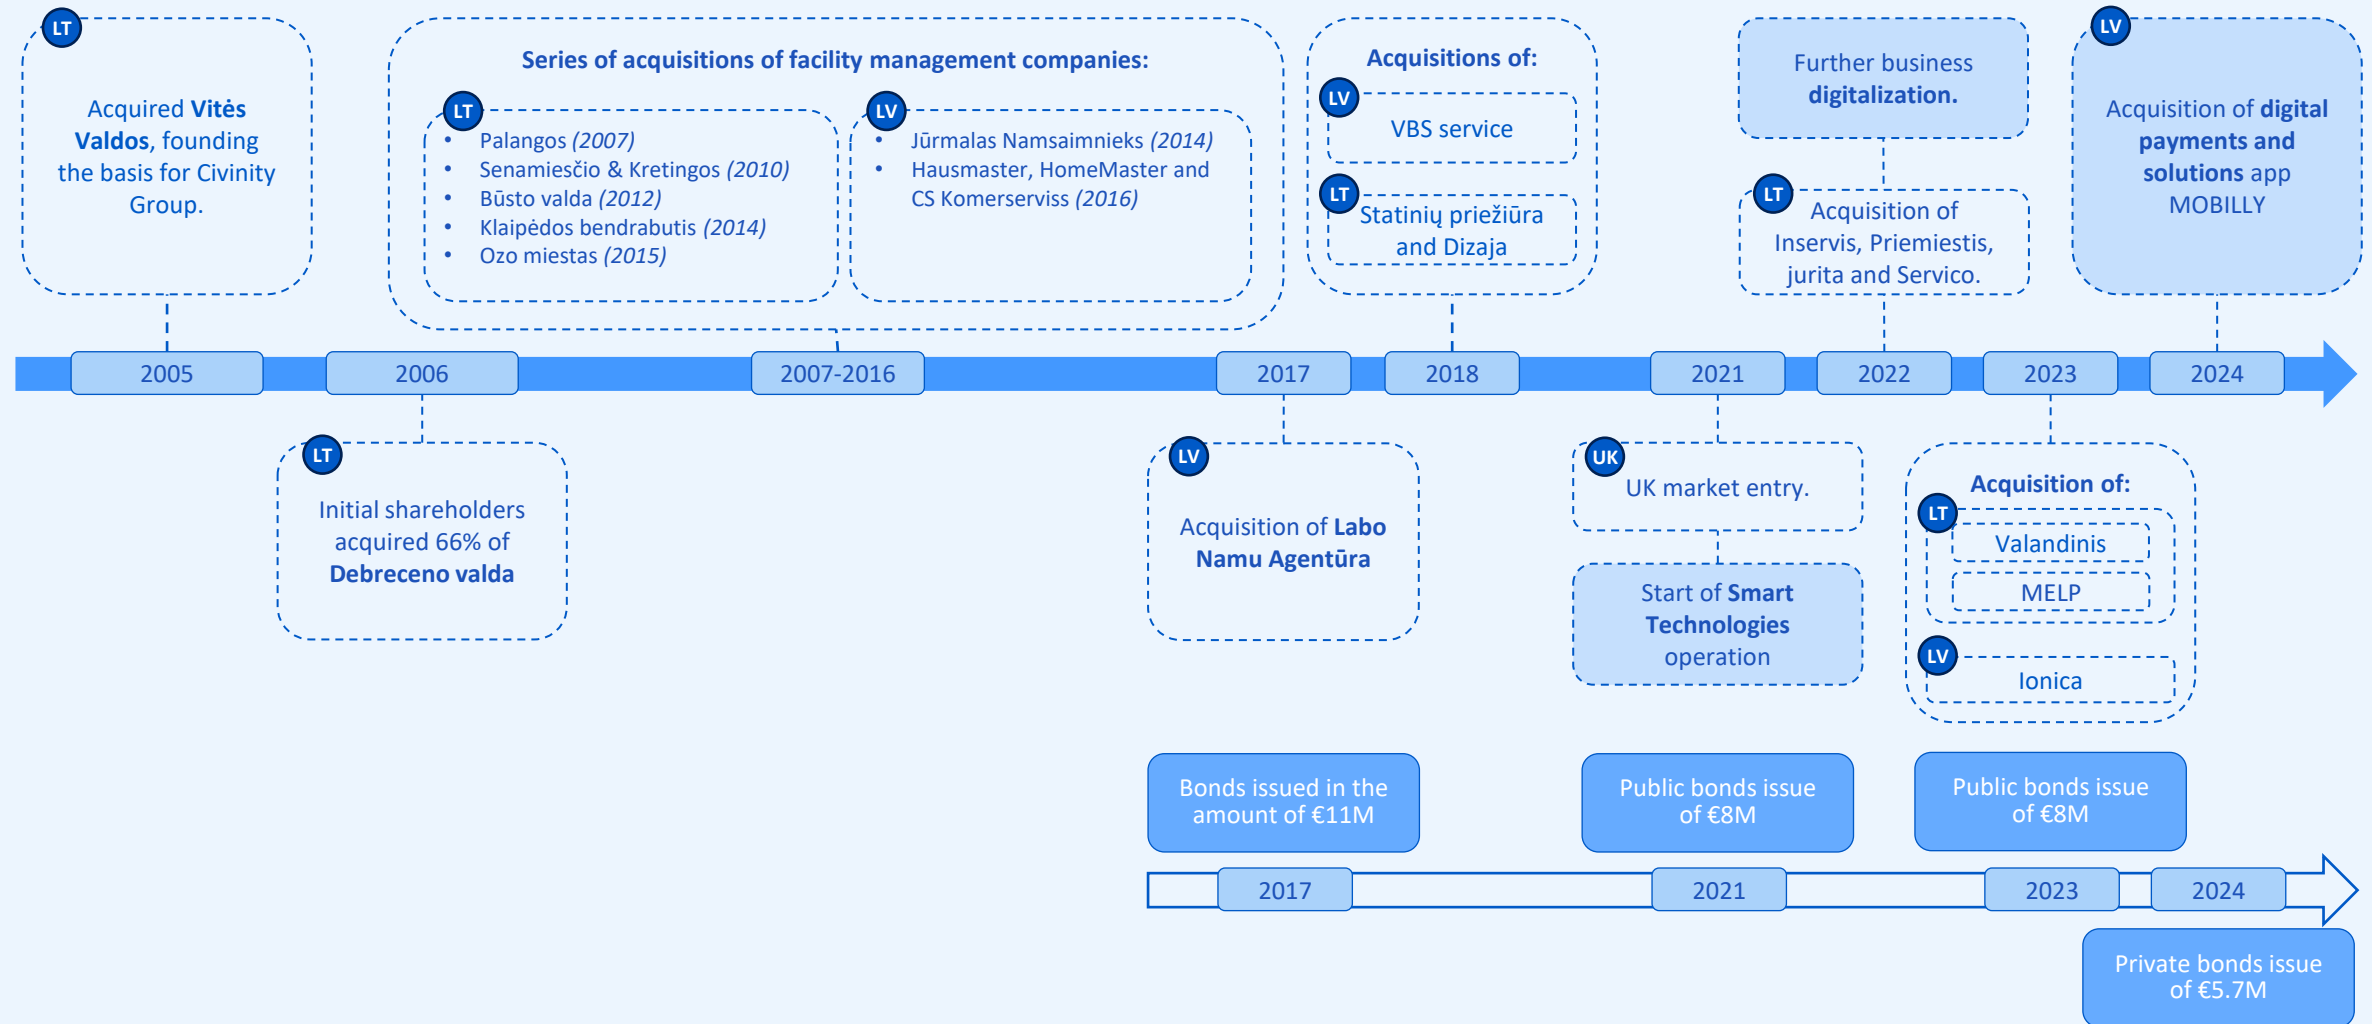 LT
Acquired Vitės
Valdos, founding
the basis for Civinity
Group.
Series of acquisitions of facility management companies:
LT
• Palangos (2007)
• Senamiesčio & Kretingos (2010)
• Būsto valda (2012)
• Klaipėdos bendrabutis (2014)
• Ozo miestas (2015)
LV
• Jūrmalas Namsaimnieks (2014)
• Hausmaster, HomeMaster and
CS Komerserviss (2016)
Acquisitions of:
LV
VBS service
LT
Statinių priežiūra
and Dizaja
Further business
digitalization.
LT
Acquisition of
Inservis, Priemiestis,
jurita and Servico.
LV
Acquisition of digital
payments and
solutions app
MOBILLY
2005
2006
2007-2016
2017
2018
2021
2022
2023
2024
LT
Initial shareholders
acquired 66% of
Debreceno valda
LV
Acquisition of Labo
Namu Agentūra
UK
UK market entry.
Start of Smart
Technologies
operation
Acquisition of:
LT
Valandinis
MELP
LV
Ionica
Bonds issued in the
amount of €11M
Public bonds issue
of €8M
Public bonds issue
of €8M
2017
2021
2023
2024
Private bonds issue
of €5.7M